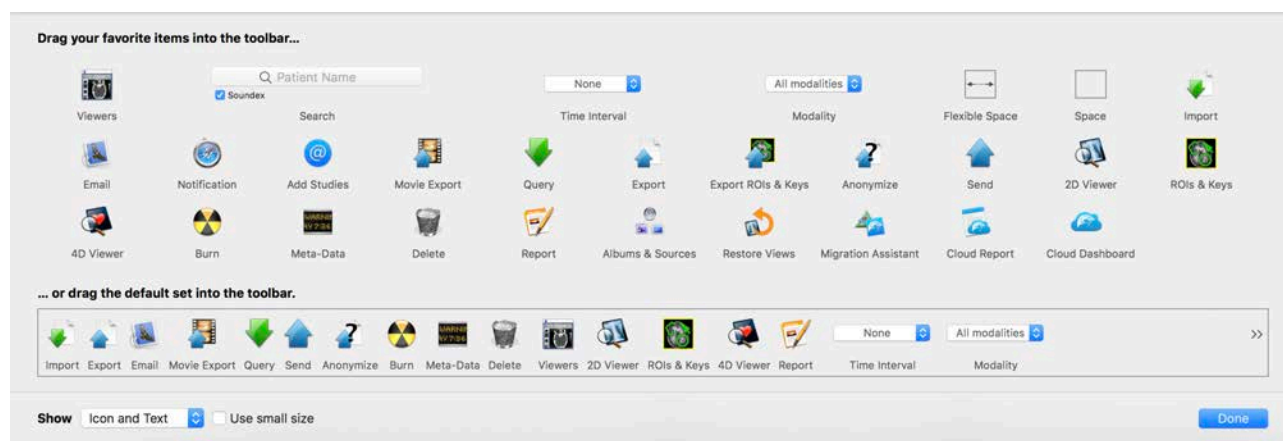 Drag your favorite items into the toolbar...
Patient Name
None
All modalities
Soundex
Viewers Search Time Interval Modality Flexible Space Space Import
@
?
Email Notification Add Studies Movie Export Query Export Export ROIs & Keys Anonymize Send 2D Viewer ROIs & Keys
4D Viewer Burn Meta-Data Delete Report Albums & Sources Restore Views Migration Assistant Cloud Report Cloud Dashboard
... or drag the default set into the toolbar.
? None All modalities >>
Import Export Email Movie Export Query Send Anonymize Burn Meta-Data Delete Viewers 2D Viewer ROIs & Keys 4D Viewer Report Time Interval Modality
Show Icon and Text Use small size Done